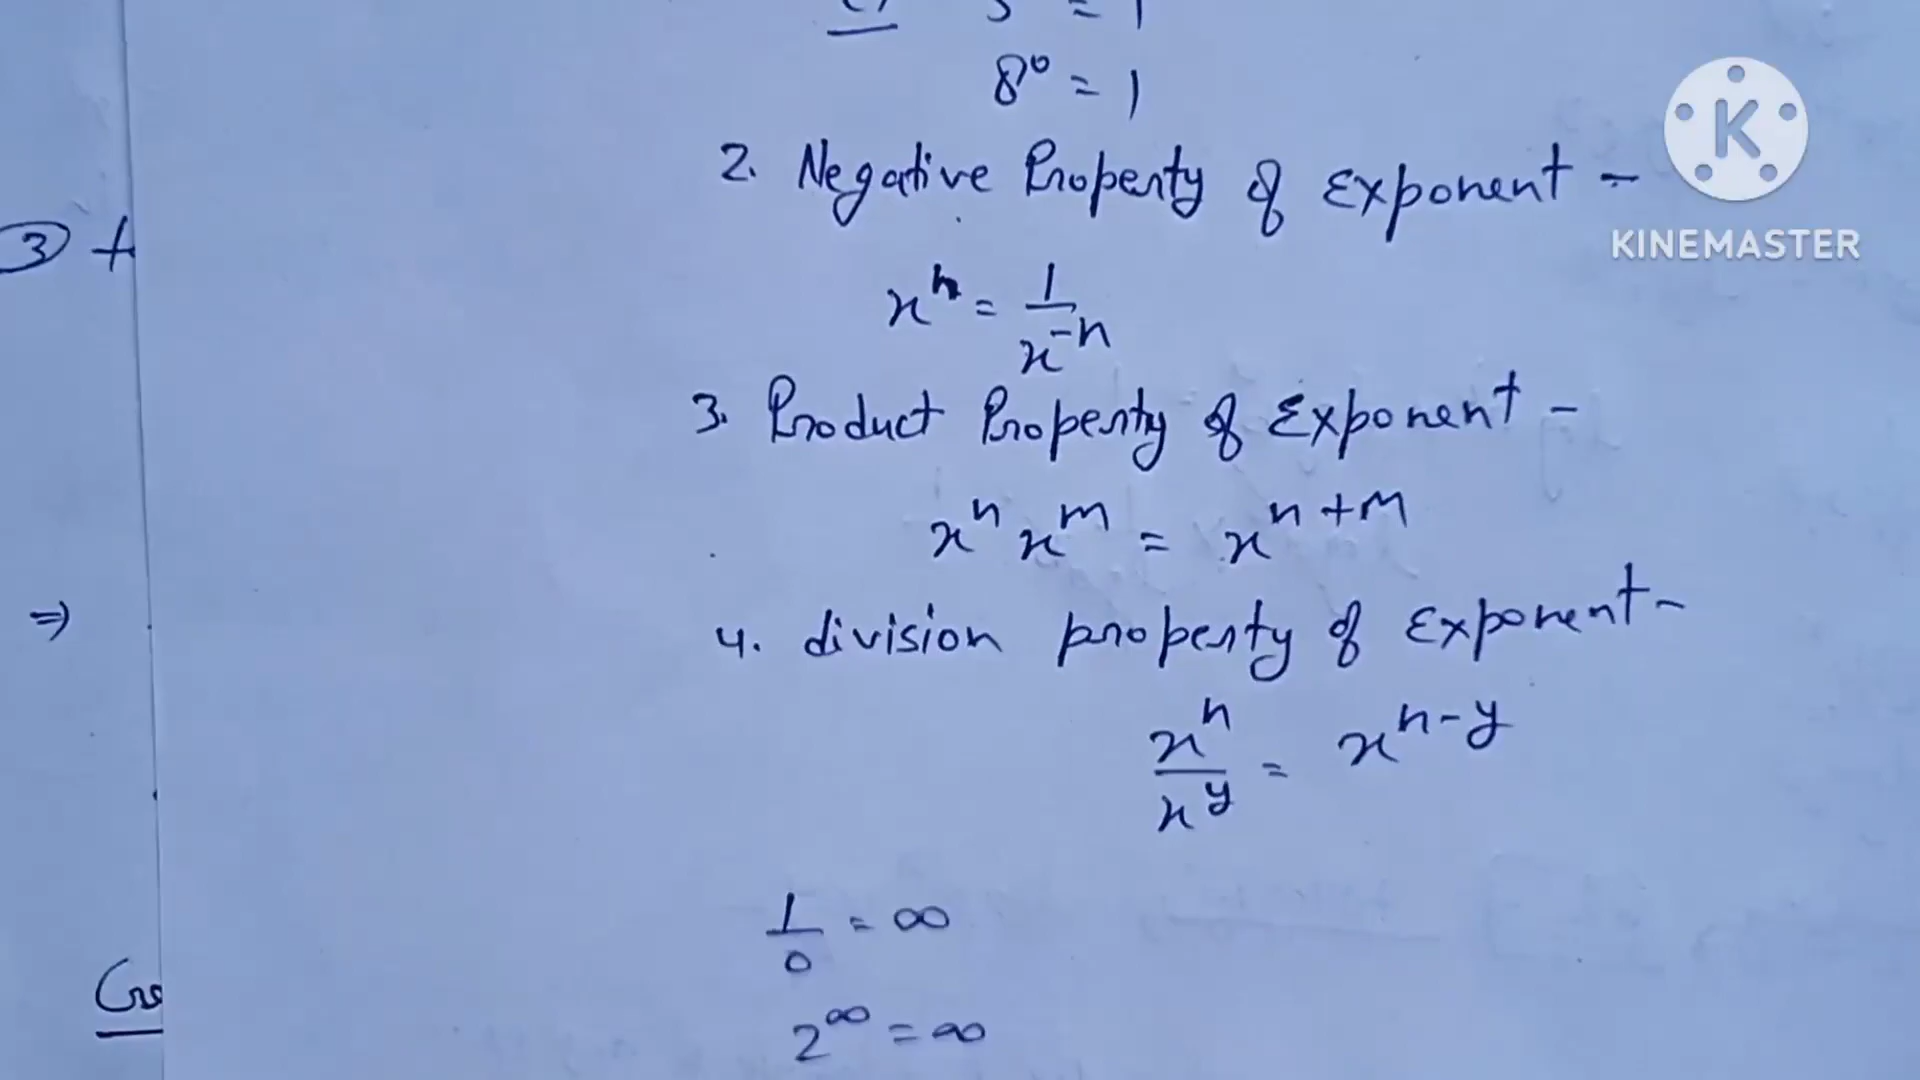 = 1
8⁰ = 1
2. Negative Property of Exponent -
xⁿ = 1/x⁻ⁿ
3. Product Property of Exponent -
xⁿ xᵐ = xⁿ⁺ᵐ
4. division property of Exponent -
xⁿ/xʸ = xⁿ⁻ʸ
1/0 = ∞
2^∞ = ∞
③
⇒
K
KINEMASTER